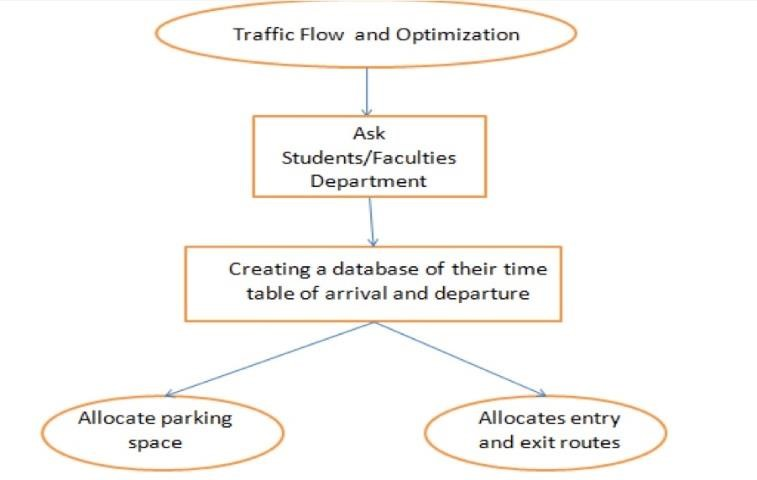 Traffic Flow and Optimization
Ask
Students/Faculties
Department
Creating a database of their time
table of arrival and departure
Allocate parking
space
Allocates entry
and exit routes